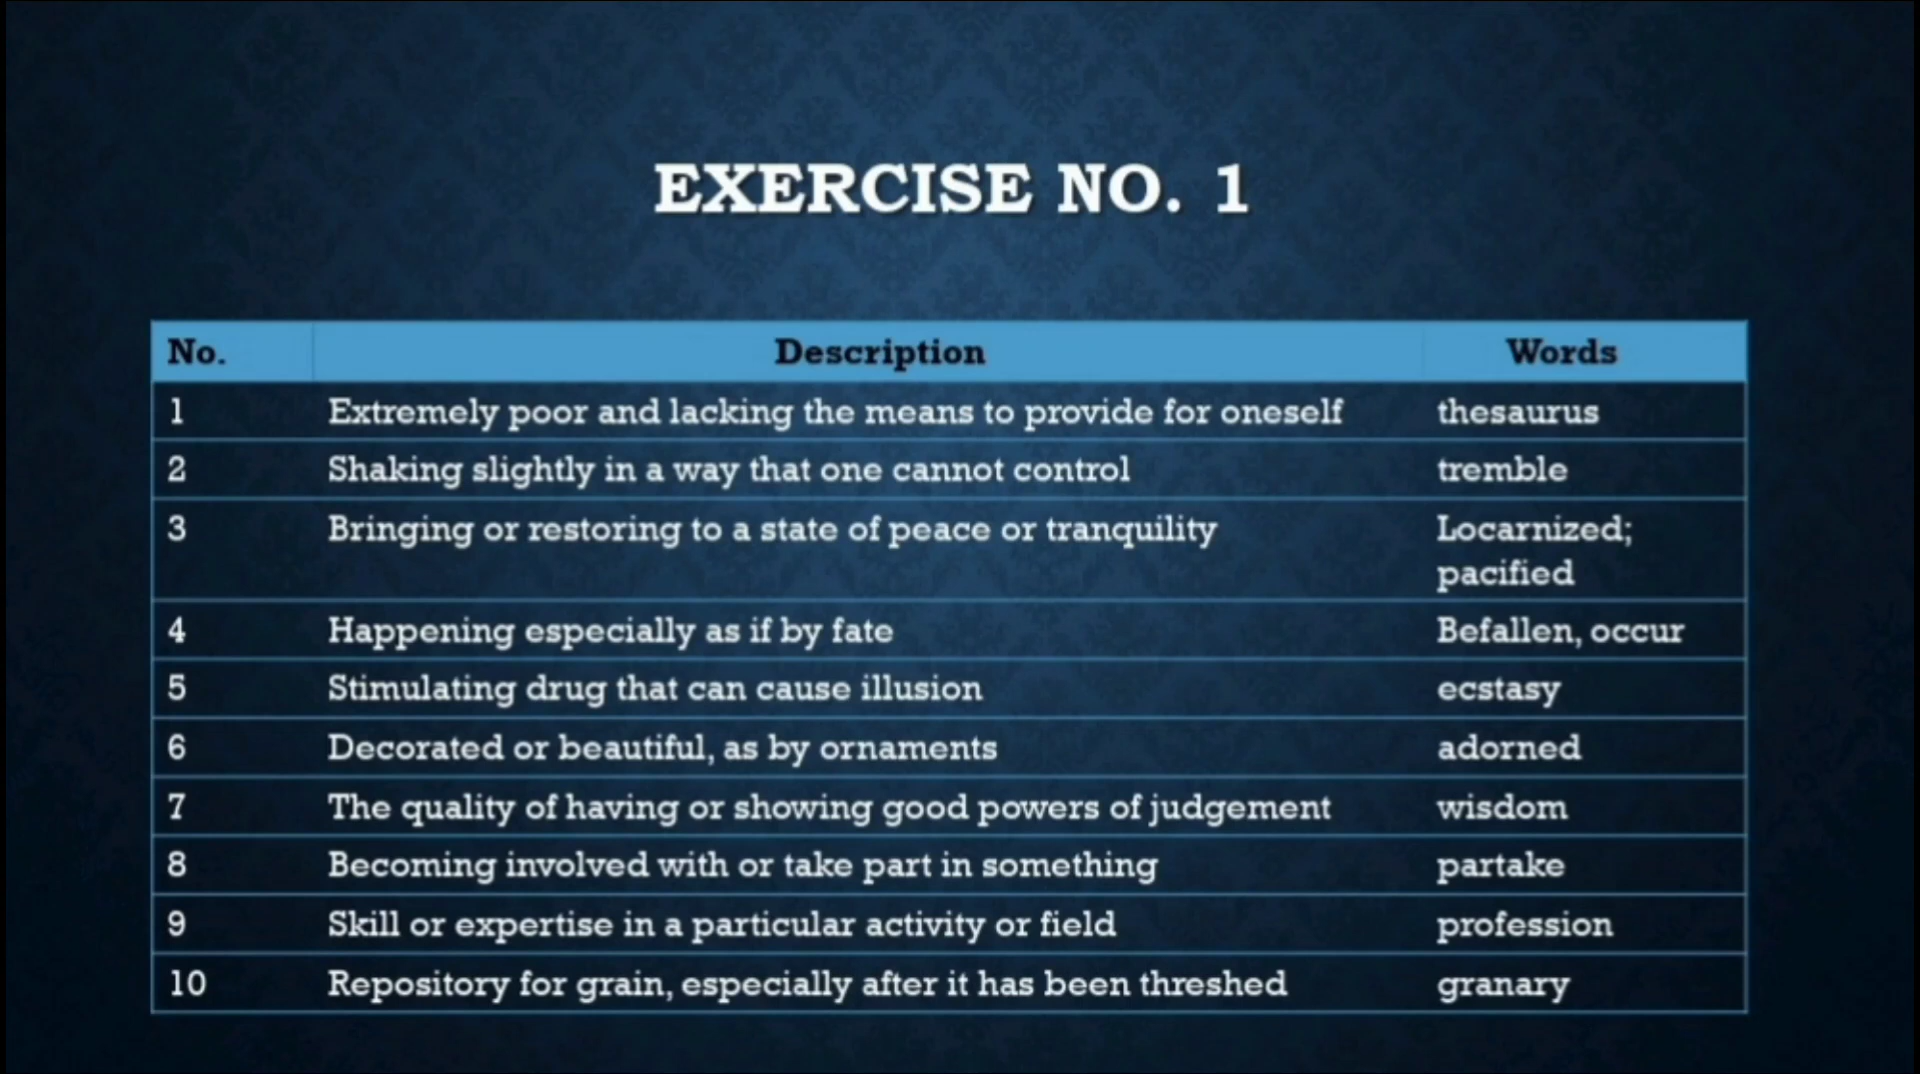 EXERCISE NO. 1
No. Description Words
1 Extremely poor and lacking the means to provide for oneself thesaurus
2 Shaking slightly in a way that one cannot control tremble
3 Bringing or restoring to a state of peace or tranquility Locarnized;
pacified
4 Happening especially as if by fate Befallen, occur
5 Stimulating drug that can cause illusion ecstasy
6 Decorated or beautiful, as by ornaments adorned
7 The quality of having or showing good powers of judgement wisdom
8 Becoming involved with or take part in something partake
9 Skill or expertise in a particular activity or field profession
10 Repository for grain, especially after it has been threshed granary